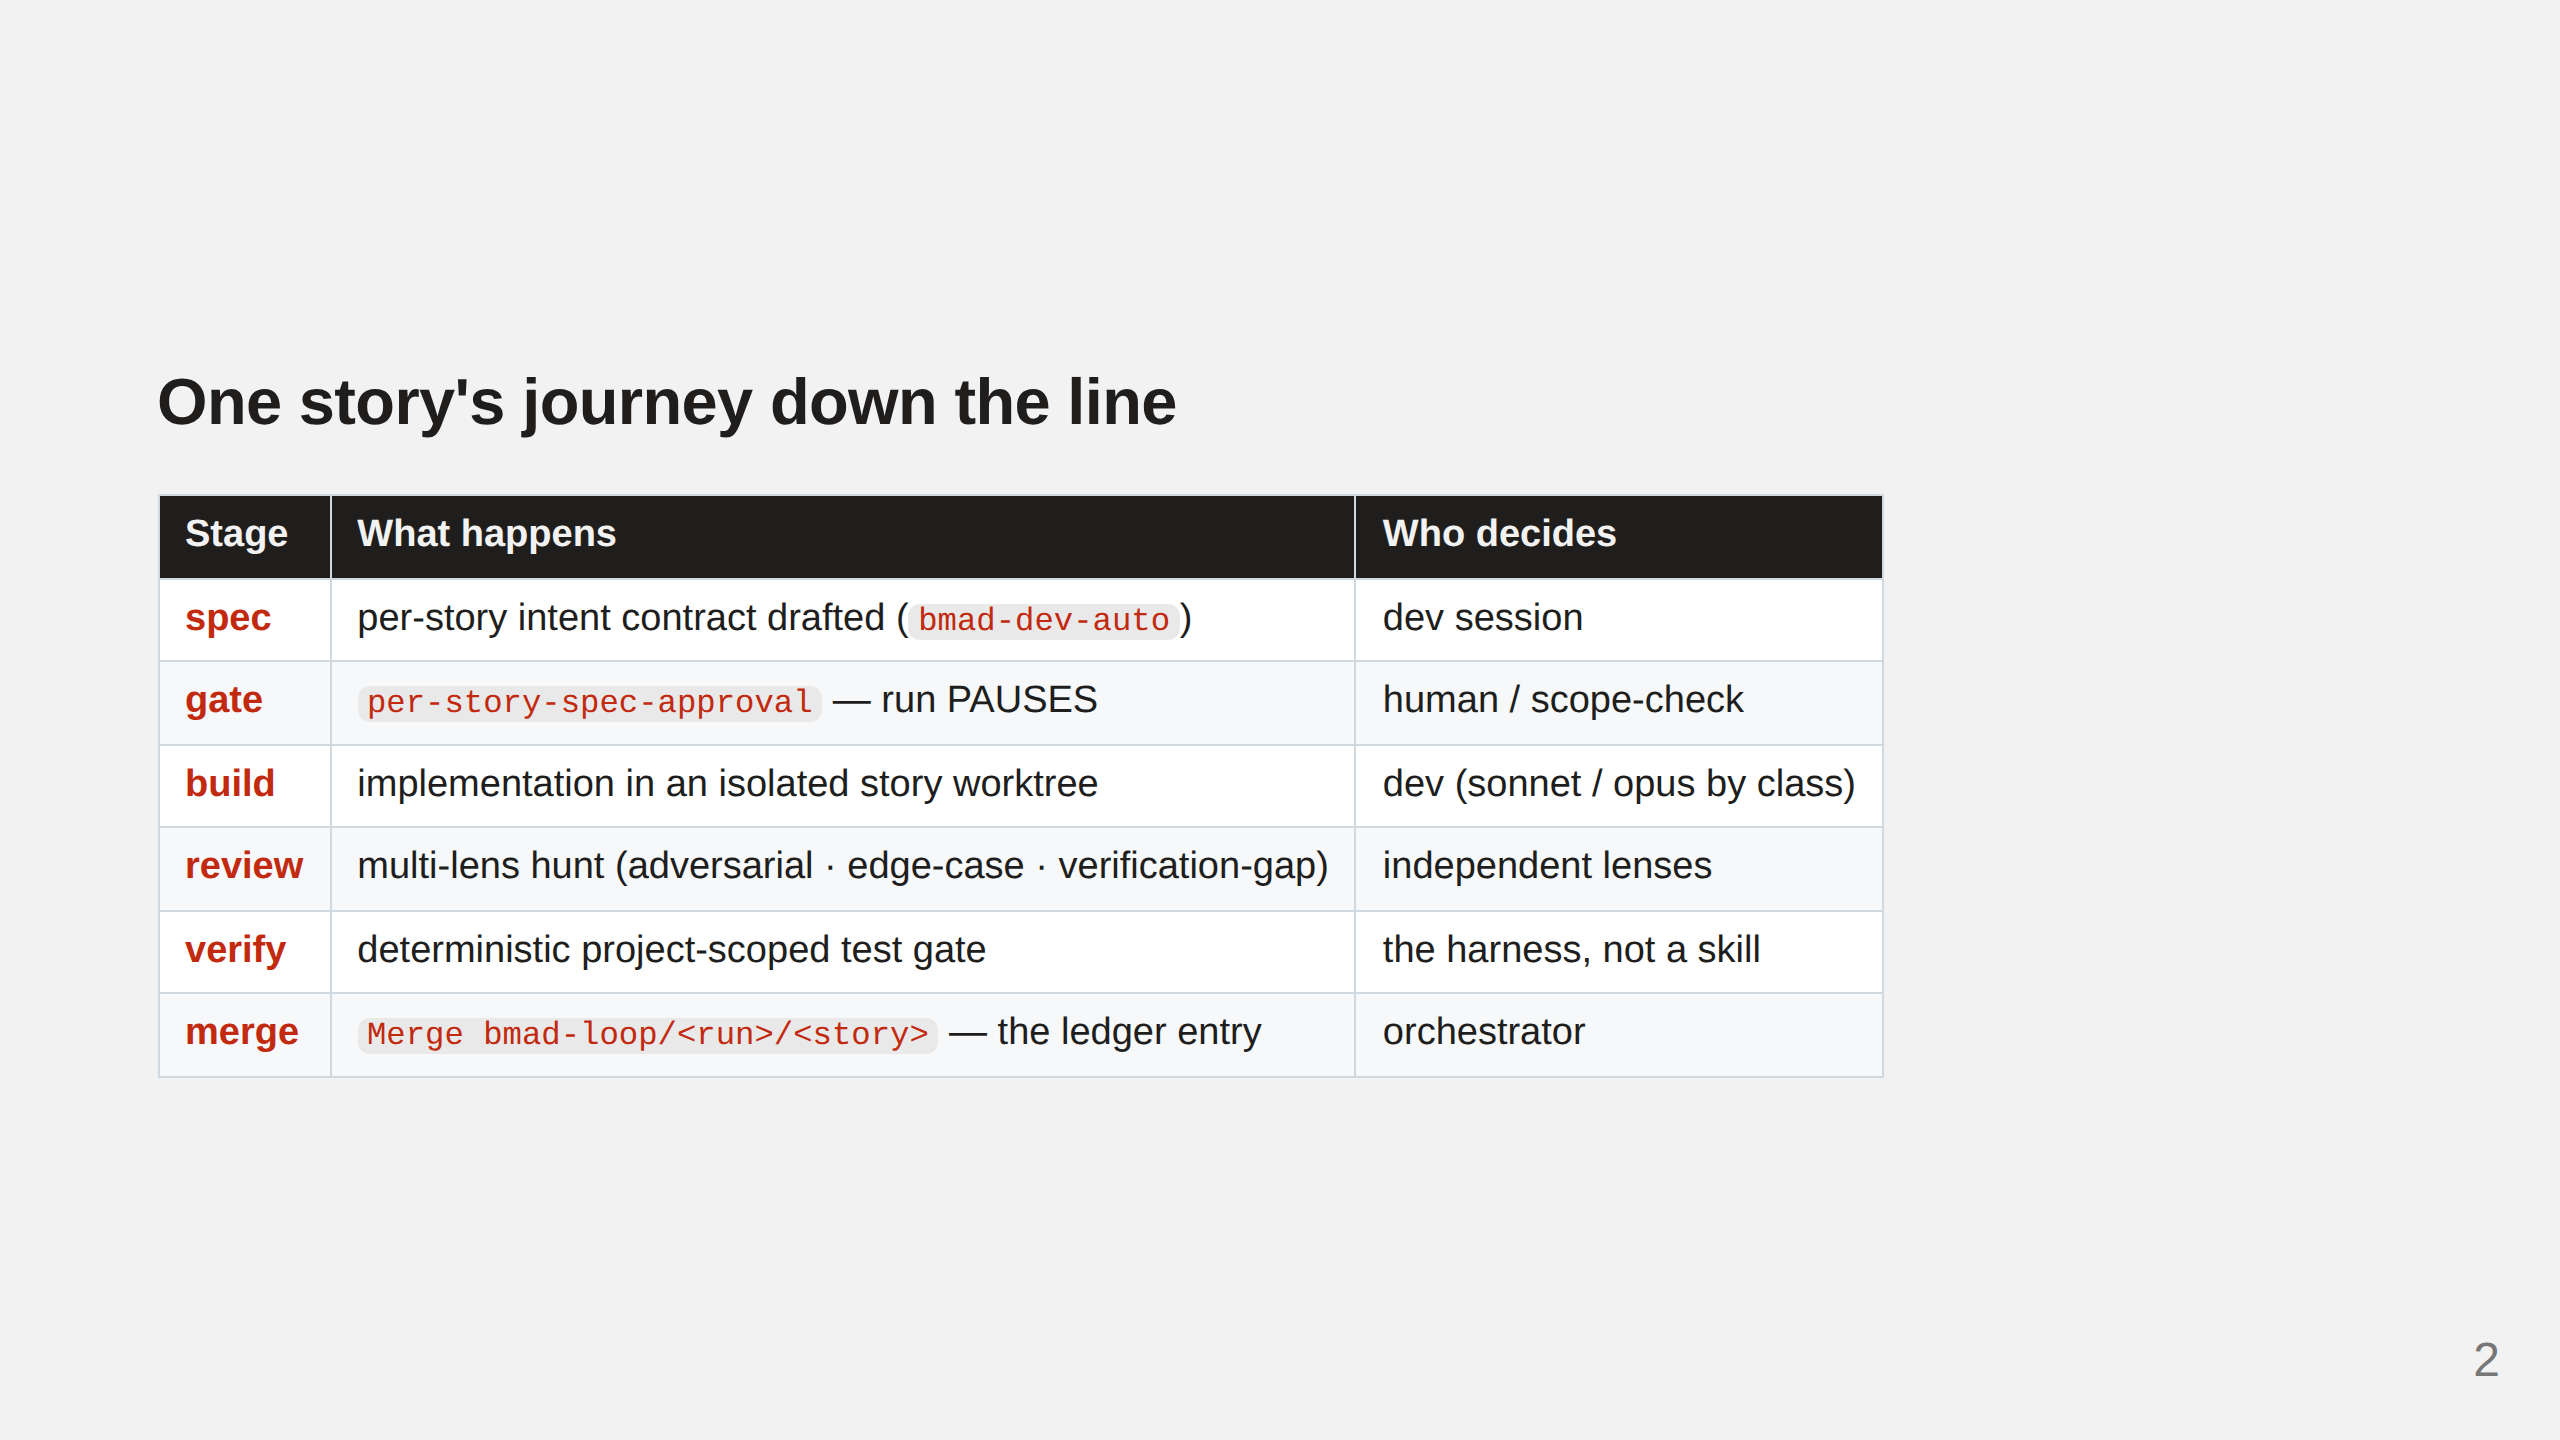 One story's journey down the line
Stage What happens Who decides
spec per-story intent contract drafted (bmad-dev-auto) dev session
gate per-story-spec-approval — run PAUSES human / scope-check
build implementation in an isolated story worktree dev (sonnet / opus by class)
review multi-lens hunt (adversarial · edge-case · verification-gap) independent lenses
verify deterministic project-scoped test gate the harness, not a skill
merge Merge bmad-loop/<run>/<story> — the ledger entry orchestrator
2